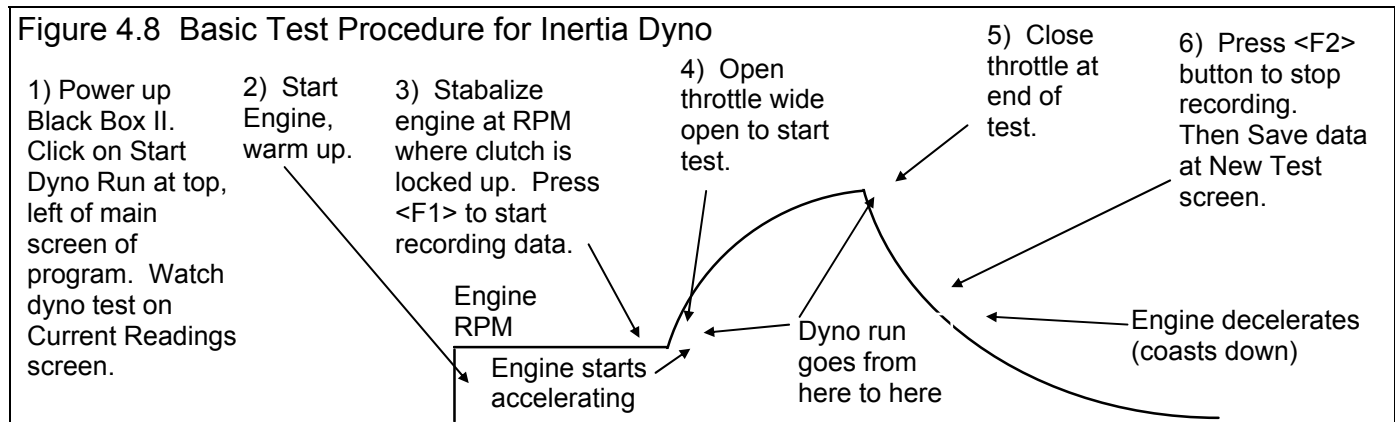 Figure 4.8  Basic Test Procedure for Inertia Dyno
1) Power up
Black Box II.
Click on Start
Dyno Run at top,
left of main
screen of
program.  Watch
dyno test on
Current Readings
screen.
2)  Start
Engine,
warm up.
3)  Stabalize
engine at RPM
where clutch is
locked up.  Press
<F1> to start
recording data.
4)  Open
throttle wide
open to start
test.
5)  Close
throttle at
end of
test.
6)  Press <F2>
button to stop
recording.
Then Save data
at New Test
screen.
Engine
RPM
Engine starts
accelerating
Dyno run
goes from
here to here
Engine decelerates
(coasts down)